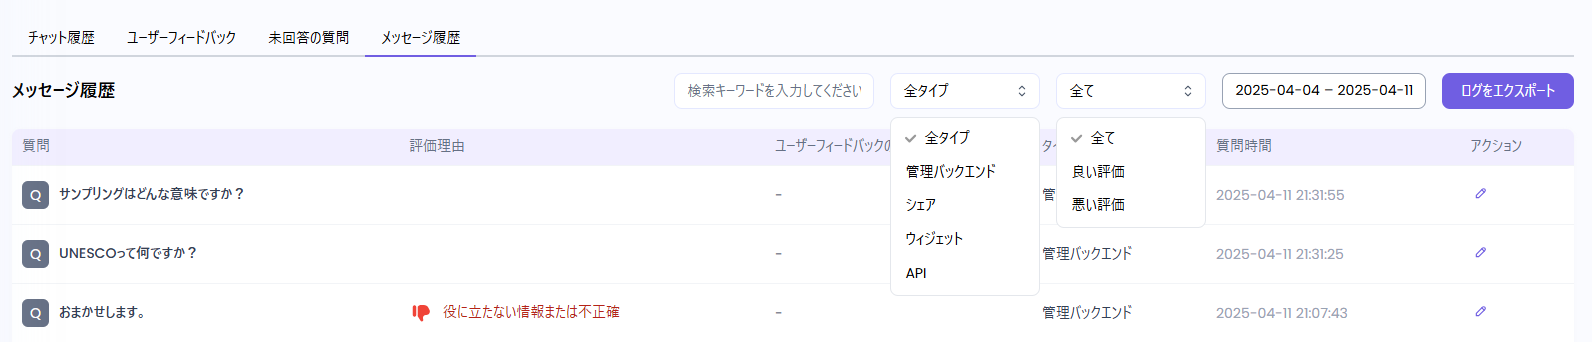 チャット履歴 ユーザーフィードバック 未回答の質問 メッセージ履歴
メッセージ履歴 検索キーワードを入力してください 全タイプ 全て 2025-04-04 – 2025-04-11 ログをエクスポート
全タイプ
管理バックエンド
シェア
ウィジェット
API
全て
良い評価
悪い評価
質問 評価理由 ユーザーフィードバックの 質問時間 アクション
Q サンプリングはどんな意味ですか？ - 管 2025-04-11 21:31:55
Q UNESCOって何ですか？ - 管理バックエンド 2025-04-11 21:31:25
Q おまかせします。 役に立たない情報または不正確 - 管理バックエンド 2025-04-11 21:07:43